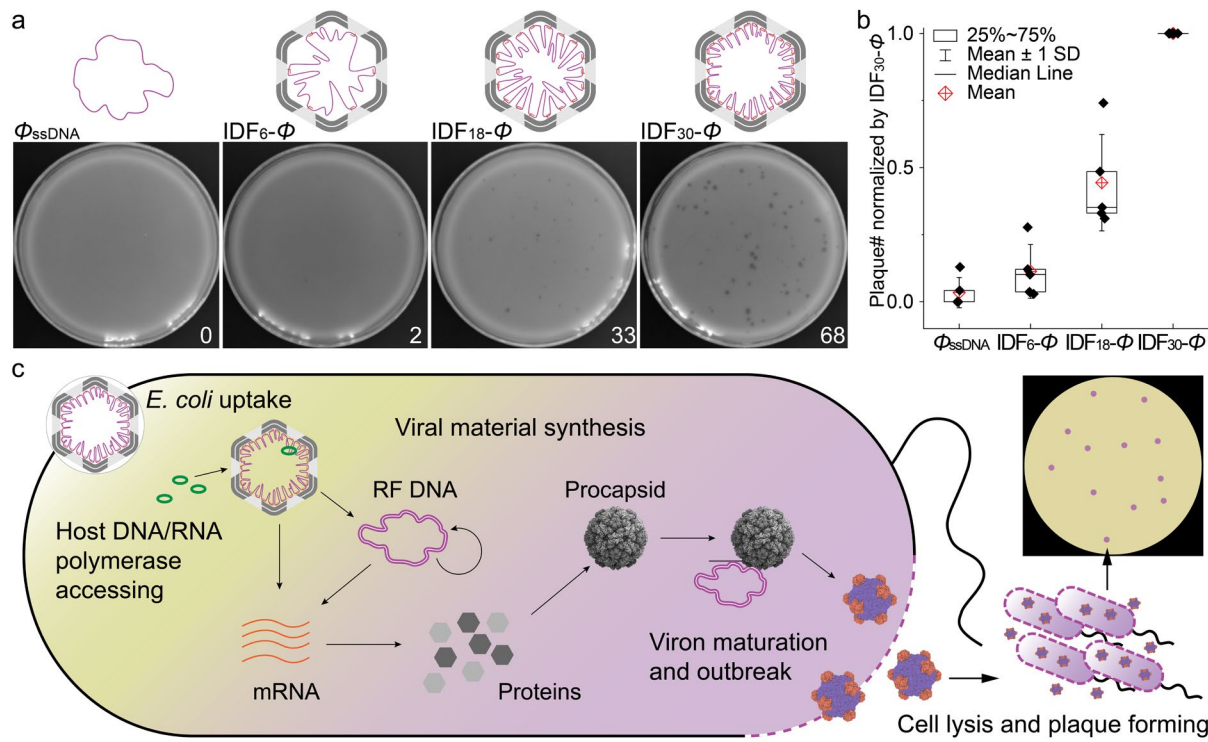 a
ΦssDNA
IDF6-Φ
IDF18-Φ
IDF30-Φ
0
2
33
68
b
Plaque# normalized by IDF30-Φ
1.0
0.5
0.0
25%~75%
Mean ± 1 SD
Median Line
Mean
ΦssDNA
IDF6-Φ
IDF18-Φ
IDF30-Φ
c
E. coli uptake
Host DNA/RNA
polymerase
accessing
Viral material synthesis
RF DNA
mRNA
Proteins
Procapsid
Viron maturation
and outbreak
Cell lysis and plaque forming